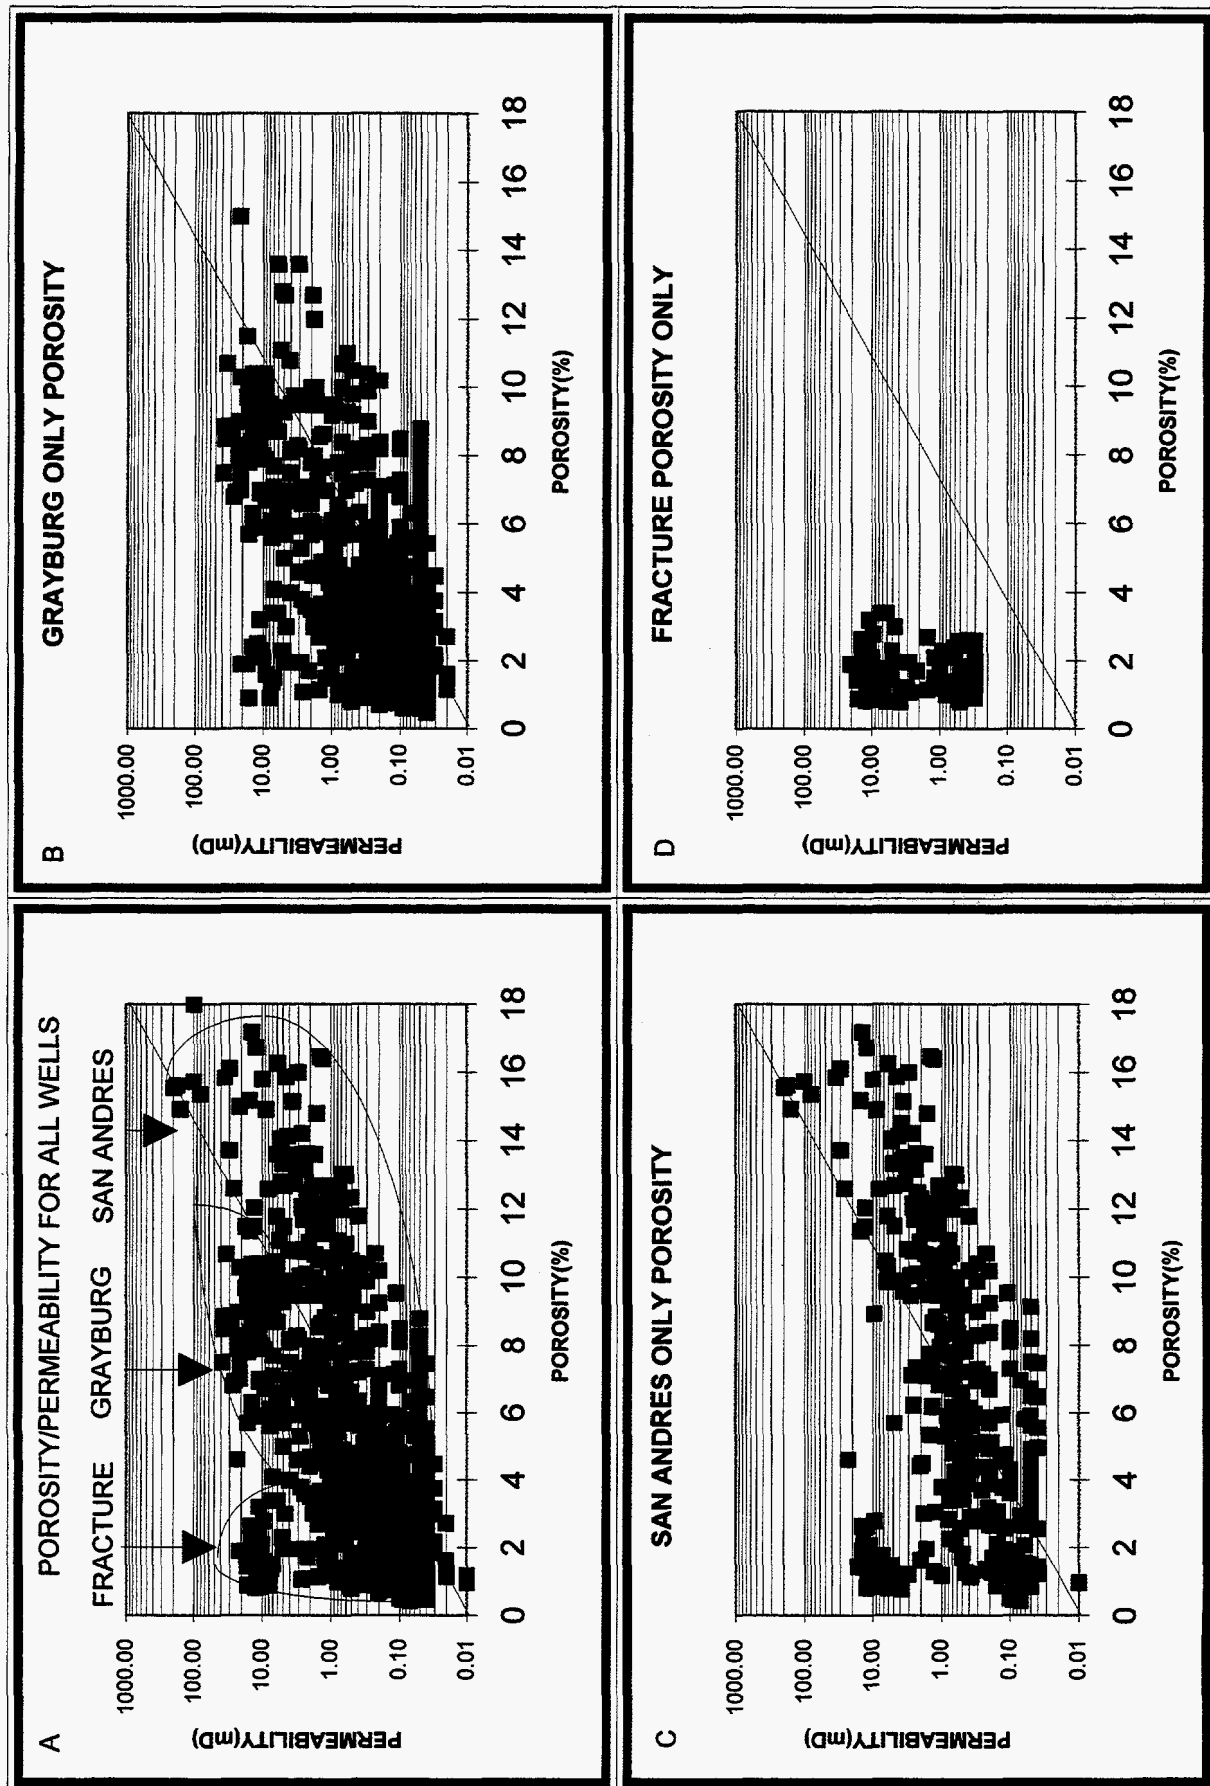 A
POROSITY/PERMEABILITY FOR ALL WELLS
FRACTURE GRAYBURG SAN ANDRES
PERMEABILITY(mD)
1000.00
100.00
10.00
1.00
0.10
0.01
0 2 4 6 8 10 12 14 16 18
POROSITY(%)
B
GRAYBURG ONLY POROSITY
PERMEABILITY(mD)
1000.00
100.00
10.00
1.00
0.10
0.01
0 2 4 6 8 10 12 14 16 18
POROSITY(%)
C
SAN ANDRES ONLY POROSITY
PERMEABILITY(mD)
1000.00
100.00
10.00
1.00
0.10
0.01
0 2 4 6 8 10 12 14 16 18
POROSITY(%)
D
FRACTURE POROSITY ONLY
PERMEABILITY(mD)
1000.00
100.00
10.00
1.00
0.10
0.01
0 2 4 6 8 10 12 14 16 18
POROSITY(%)